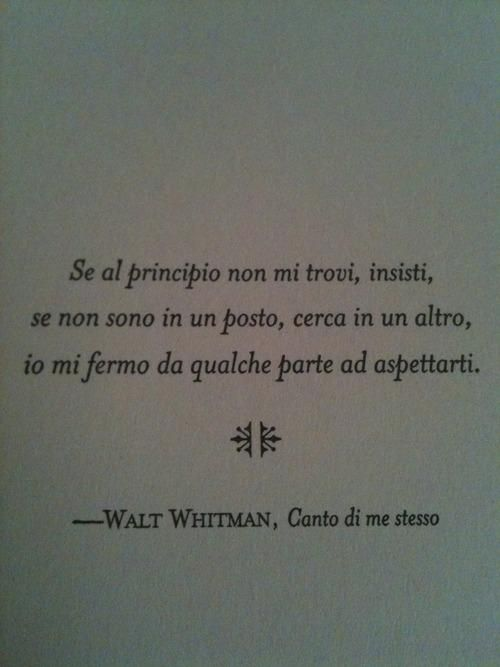 Se al principio non mi trovi, insisti,
se non sono in un posto, cerca in un altro,
io mi fermo da qualche parte ad aspettarti.
—WALT WHITMAN, Canto di me stesso